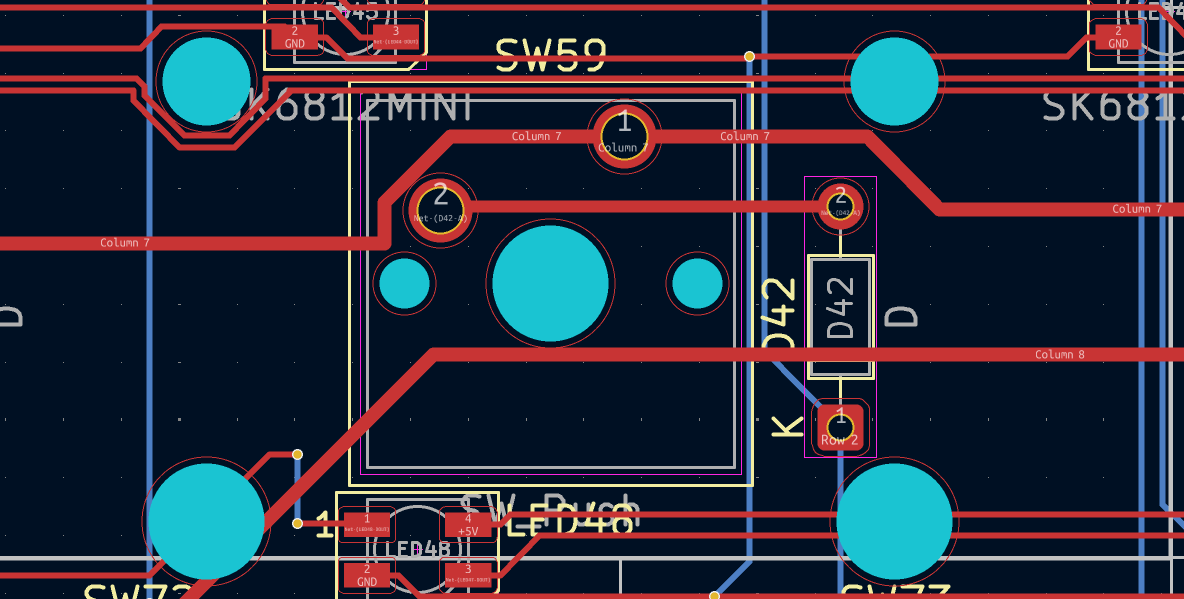 (LED45)
2
GND
3
SW59
2
GND
SK6812MINI
SK681
1
Column 7
Column 7
Column 7
2
Net-(D42-A)
2
Net-(D42-A)
Column 7
Column 7
D
D42
D42
D
Column 8
K
1
Row 2
SW_Push
1
1
4
+5V
LED48
(LED48)
2
GND
3
SW72
SW73